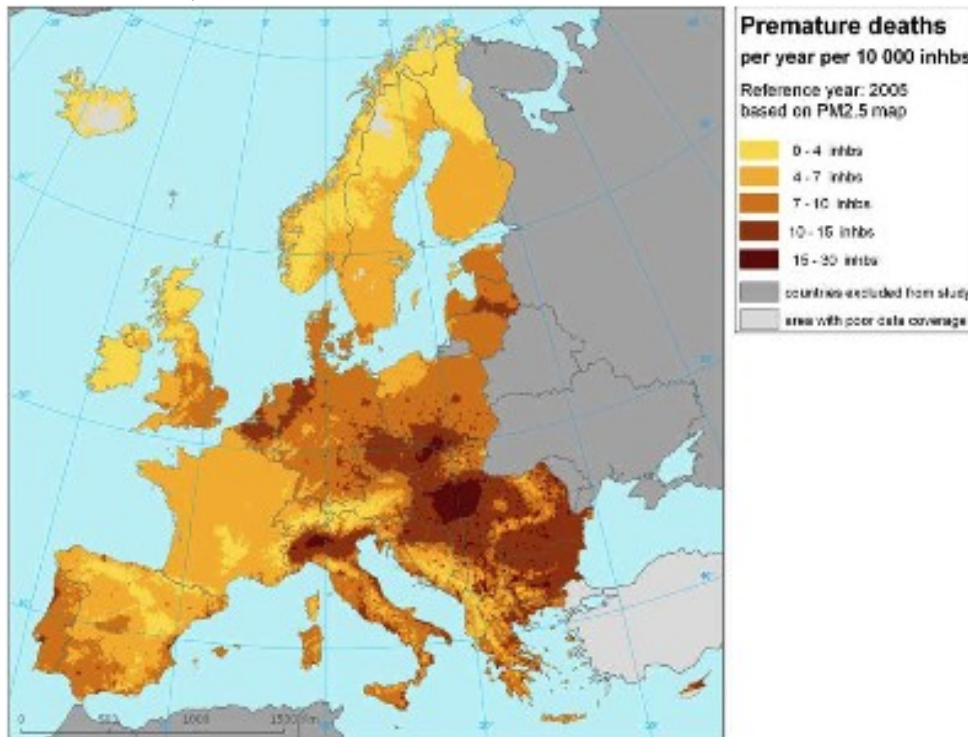 Premature deaths
per year per 10 000 inhbs
Reference year: 2005
based on PM2.5 map
0 - 4 inhbs
4 - 7 inhbs
7 - 10 inhbs
10 - 15 inhbs
15 - 30 inhbs
countries excluded from study
area with poor data coverage
0 500 1000 1500 km